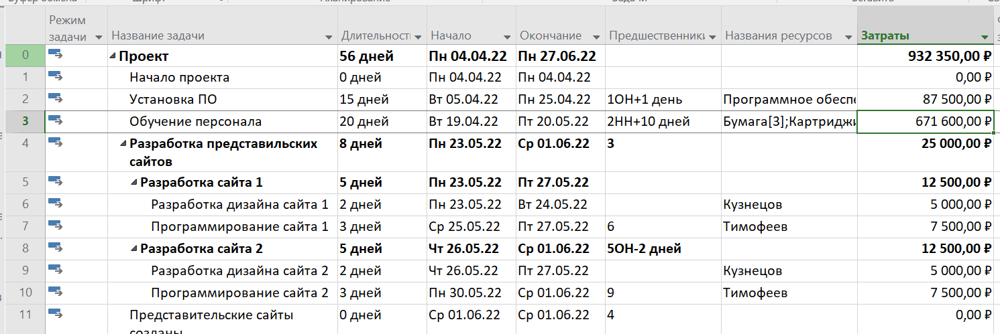 Буфер обмена Шрифт Планирование Задачи Вставить
Режим задачи Название задачи Длительност Начало Окончание Предшественники Названия ресурсов Затраты
0 Проект 56 дней Пн 04.04.22 Пн 27.06.22 932 350,00 ₽
1 Начало проекта 0 дней Пн 04.04.22 Пн 04.04.22 0,00 ₽
2 Установка ПО 15 дней Вт 05.04.22 Пн 25.04.22 1ОН+1 день Программное обеспе 87 500,00 ₽
3 Обучение персонала 20 дней Вт 19.04.22 Пт 20.05.22 2НН+10 дней Бумага[3];Картриджи 671 600,00 ₽
4 Разработка представильских 8 дней Пн 23.05.22 Ср 01.06.22 3 25 000,00 ₽
сайтов
5 Разработка сайта 1 5 дней Пн 23.05.22 Пт 27.05.22 12 500,00 ₽
6 Разработка дизайна сайта 1 2 дней Пн 23.05.22 Вт 24.05.22 Кузнецов 5 000,00 ₽
7 Программирование сайта 1 3 дней Ср 25.05.22 Пт 27.05.22 6 Тимофеев 7 500,00 ₽
8 Разработка сайта 2 5 дней Чт 26.05.22 Ср 01.06.22 5ОН-2 дней 12 500,00 ₽
9 Разработка дизайна сайта 2 2 дней Чт 26.05.22 Пт 27.05.22 Кузнецов 5 000,00 ₽
10 Программирование сайта 2 3 дней Пн 30.05.22 Ср 01.06.22 9 Тимофеев 7 500,00 ₽
11 Представительские сайты 0 дней Ср 01.06.22 Ср 01.06.22 4 0,00 ₽
созданы